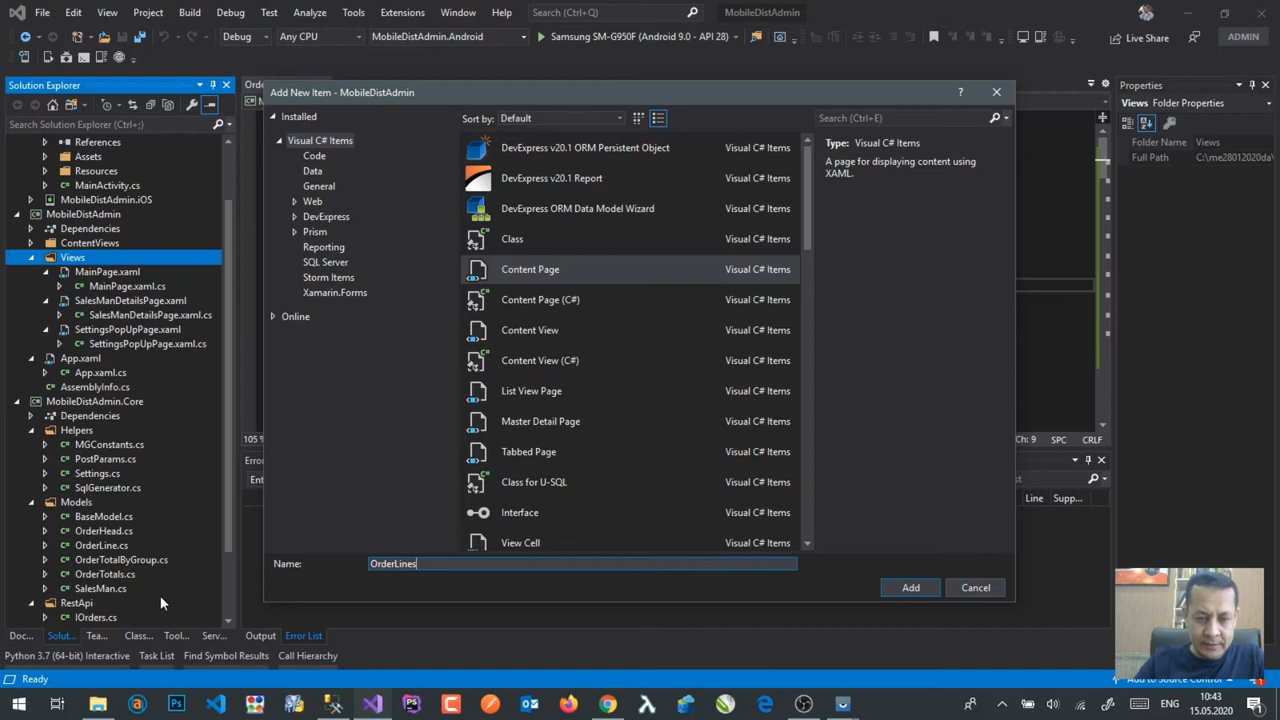 File Edit View Project Build Debug Test Analyze Tools Extensions Window Help Search (Ctrl+Q) MobileDistAdmin
Debug Any CPU MobileDistAdmin.Android Samsung SM-G950F (Android 9.0 - API 28) Live Share ADMIN
Solution Explorer
Search Solution Explorer (Ctrl+;)
References
Assets
Resources
MainActivity.cs
MobileDistAdmin.iOS
MobileDistAdmin
Dependencies
ContentViews
Views
MainPage.xaml
MainPage.xaml.cs
SalesManDetailsPage.xaml
SalesManDetailsPage.xaml.cs
SettingsPopUpPage.xaml
SettingsPopUpPage.xaml.cs
App.xaml
App.xaml.cs
AssemblyInfo.cs
MobileDistAdmin.Core
Dependencies
Helpers
MGConstants.cs
PostParams.cs
Settings.cs
SqlGenerator.cs
Models
BaseModel.cs
OrderHead.cs
OrderLine.cs
OrderTotalByGroup.cs
OrderTotals.cs
SalesMan.cs
RestApi
IOrders.cs
Doc... Solut... Tea... Class... Tool... Serv... Output Error List
Python 3.7 (64-bit) Interactive Task List Find Symbol Results Call Hierarchy
Ready
Add New Item - MobileDistAdmin
Installed
Visual C# Items
Code
Data
General
Web
DevExpress
Prism
Reporting
SQL Server
Storm Items
Xamarin.Forms
Online
Sort by: Default
DevExpress v20.1 ORM Persistent Object Visual C# Items
DevExpress v20.1 Report Visual C# Items
DevExpress ORM Data Model Wizard Visual C# Items
Class Visual C# Items
Content Page Visual C# Items
Content Page (C#) Visual C# Items
Content View Visual C# Items
Content View (C#) Visual C# Items
List View Page Visual C# Items
Master Detail Page Visual C# Items
Tabbed Page Visual C# Items
Class for U-SQL Visual C# Items
Interface Visual C# Items
View Cell Visual C# Items
Search (Ctrl+E)
Type: Visual C# Items
A page for displaying content using
XAML.
Name: OrderLines
Add Cancel
105 %
Ch: 9 SPC CRLF
Line Supp...
Properties
Views Folder Properties
Folder Name Views
Full Path C:\me28012020da\
Add to Source Control
ENG 10:43
15.05.2020